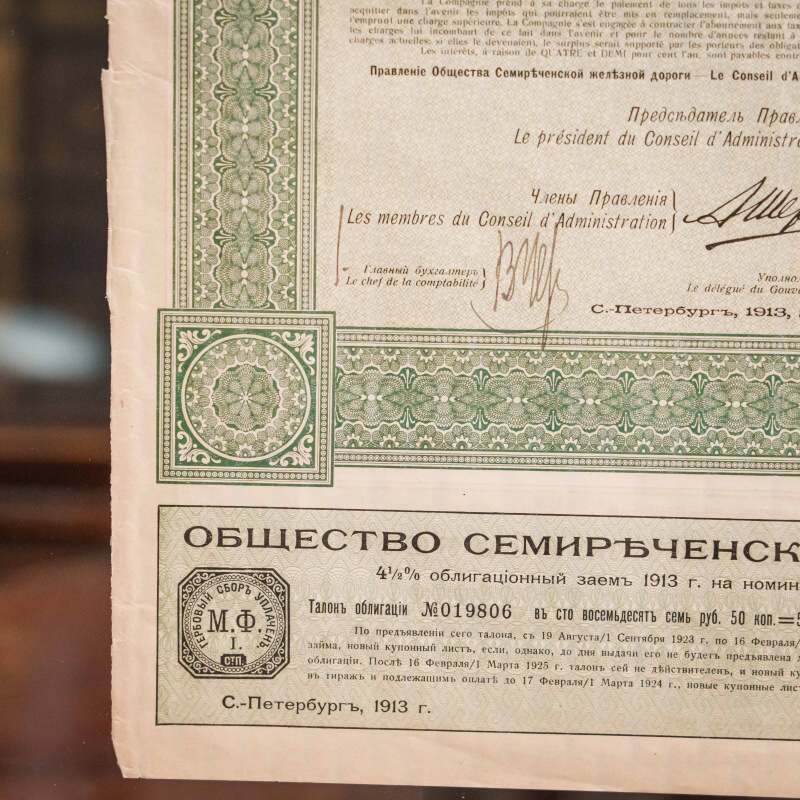 La Compagnie prend à sa charge le paiement de tous les impôts et taxes
acquitter dans l'avenir les impôts qui pourraient être mis en remplacement, mais seulemen
l'emprunt une charge supérieure. La Compagnie s'est engagée à contracter l'abonnement aux tax
les charges lui incombant de ce fait dans l'avenir et pour le nombre d'années restant à
charges actuelles; si elles le devenaient, le surplus serait supporté par les porteurs des obligat
Les intérêts, à raison de QUATRE et DEMI pour cent l'an, sont payables contr
Правленіе Общества Семирѣченской желѣзной дороги — Le Conseil d'A
Предсѣдатель Правл
Le président du Conseil d'Administra
Члены Правленія
Les membres du Conseil d'Administration
Главный бухгалтеръ
Le chef de la comptabilité
Уполно
Le délégué du Gouve
С.-Петербургъ, 1913,
ОБЩЕСТВО СЕМИРѢЧЕНСК
4½% облигаціонный заемъ 1913 г. на номин
Талонъ облигаціи №019806 въ сто восемьдесятъ семь руб. 50 коп.=
По предъявленіи сего талона, съ 19 Августа/1 Сентября 1923 г. по 16 Февраля/
займа, новый купонный листъ, если, однако, до дня выдачи его не будетъ предъявлена
облигаціи. Послѣ 16 Февраля/1 Марта 1925 г. талонъ сей не дѣйствителенъ, и новый ку
въ тиражъ и подлежащимъ оплатѣ до 17 Февраля/1 Марта 1924 г., новые купонные лис
С.-Петербургъ, 1913 г.
ГЕРБОВЫЙ СБОРЪ УПЛАЧЕНЪ
М.Ф.
I.
СТП.